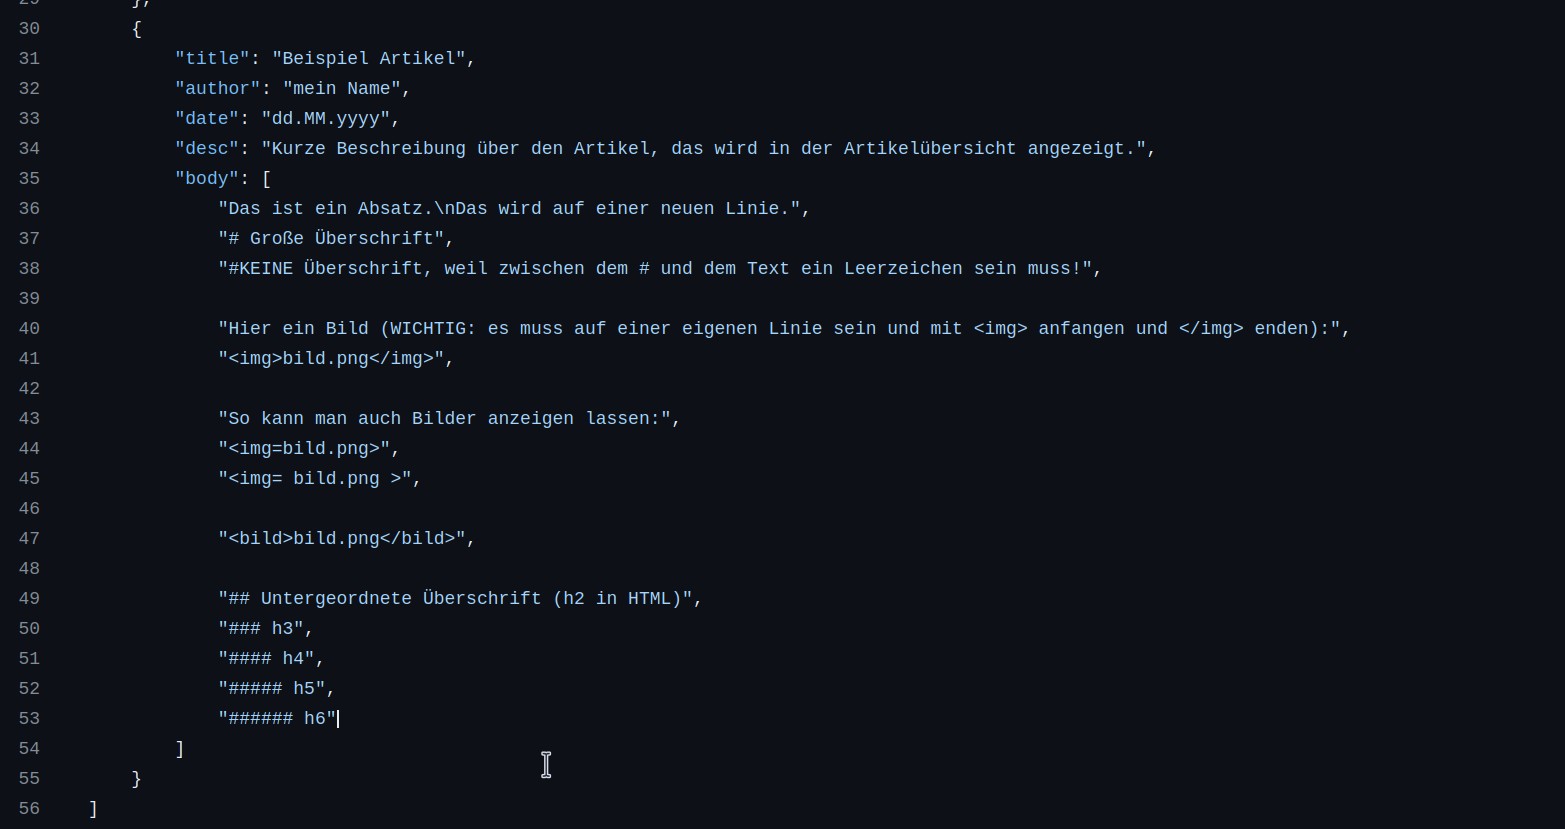 29 },
30 {
31 "title": "Beispiel Artikel",
32 "author": "mein Name",
33 "date": "dd.MM.yyyy",
34 "desc": "Kurze Beschreibung über den Artikel, das wird in der Artikelübersicht angezeigt.",
35 "body": [
36 "Das ist ein Absatz.\nDas wird auf einer neuen Linie.",
37 "# Große Überschrift",
38 "#KEINE Überschrift, weil zwischen dem # und dem Text ein Leerzeichen sein muss!",
39
40 "Hier ein Bild (WICHTIG: es muss auf einer eigenen Linie sein und mit <img> anfangen und </img> enden):",
41 "<img>bild.png</img>",
42
43 "So kann man auch Bilder anzeigen lassen:",
44 "<img=bild.png>",
45 "<img= bild.png >",
46
47 "<bild>bild.png</bild>",
48
49 "## Untergeordnete Überschrift (h2 in HTML)",
50 "### h3",
51 "#### h4",
52 "##### h5",
53 "###### h6"
54 ]
55 }
56 ]